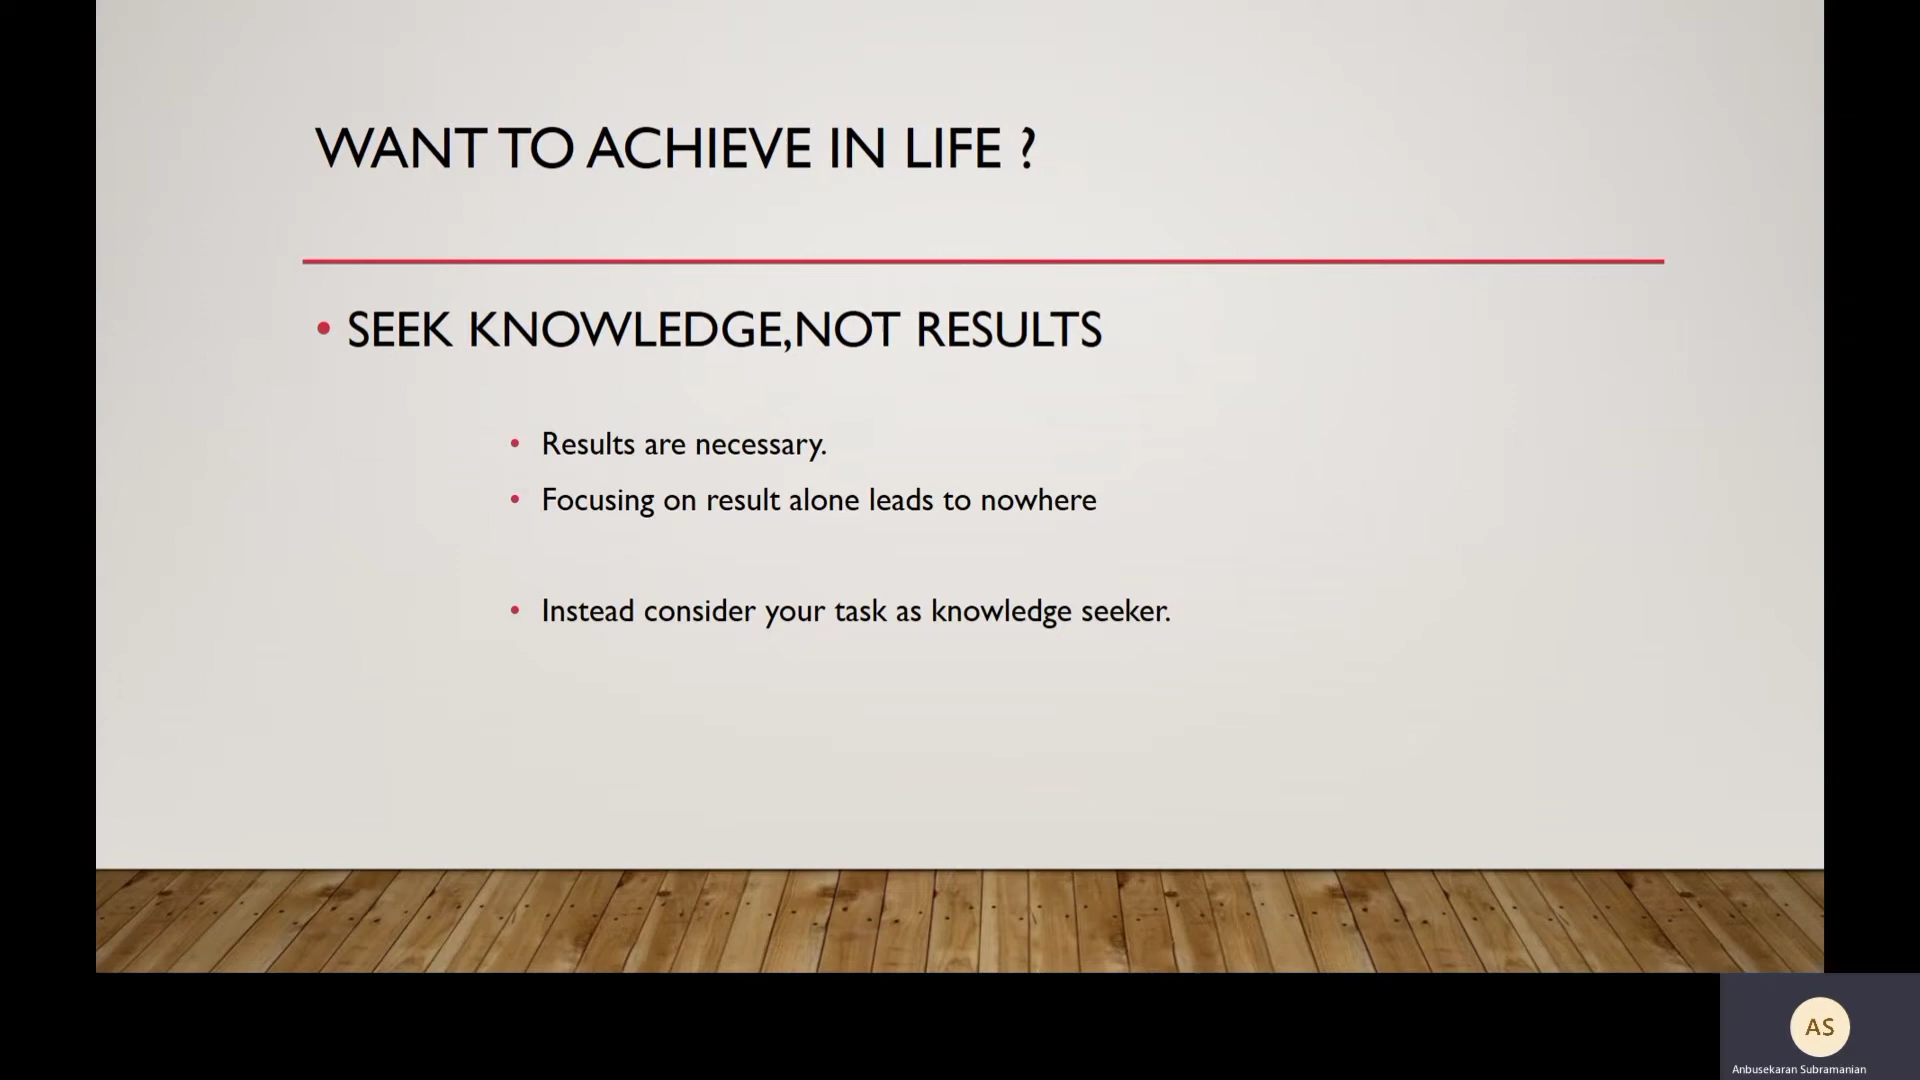 WANT TO ACHIEVE IN LIFE ?
• SEEK KNOWLEDGE,NOT RESULTS
• Results are necessary.
• Focusing on result alone leads to nowhere
• Instead consider your task as knowledge seeker.
AS
Anbusekaran Subramanian